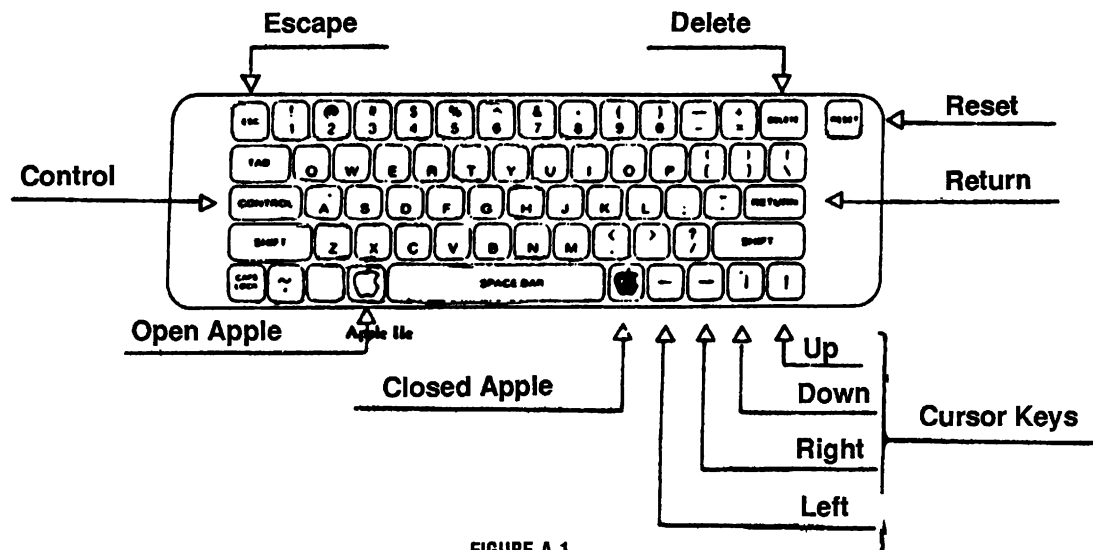 Escape
Delete
Reset
Control
Return
ESC ! 1 @ 2 # 3 $ 4 % 5 ^ 6 & 7 8 ( 9 ) 0 - DELETE RESET
TAB Q W E R T Y U I O P { [ } ] | \
CONTROL A S D F G H J K L : RETURN
SHIFT Z X C V B N M < > ? / SHIFT
CAPS LOCK ~ SPACE BAR ← →
Open Apple
Apple IIe
Closed Apple
Up
Down
Cursor Keys
Right
Left
FIGURE A-1